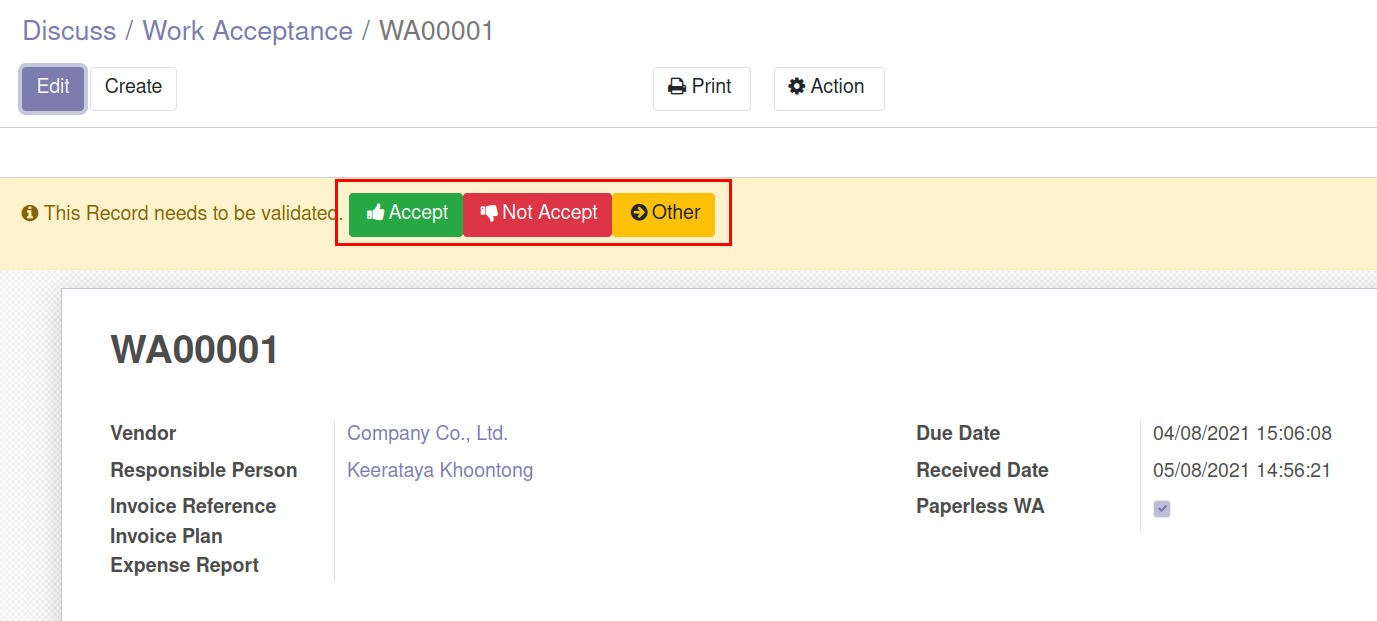 Discuss / Work Acceptance / WA00001
Edit Create Print Action
This Record needs to be validated. Accept Not Accept Other
WA00001
Vendor Company Co., Ltd. Due Date 04/08/2021 15:06:08
Responsible Person Keerataya Khoontong Received Date 05/08/2021 14:56:21
Invoice Reference Paperless WA
Invoice Plan
Expense Report